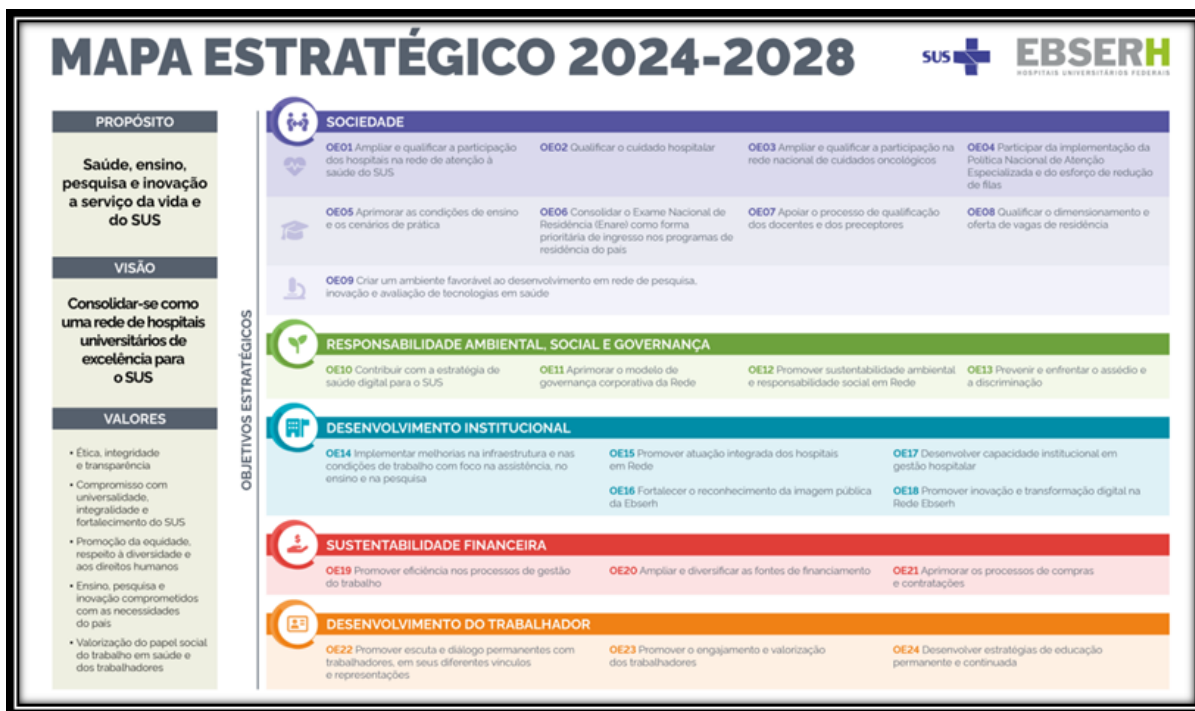 MAPA ESTRATÉGICO 2024-2028
SUS
EBSERH
HOSPITAIS UNIVERSITÁRIOS FEDERAIS
PROPÓSITO
Saúde, ensino,
pesquisa e inovação
a serviço da vida e
do SUS
VISÃO
Consolidar-se como
uma rede de hospitais
universitários de
excelência para
o SUS
VALORES
• Ética, integridade
e transparência
• Compromisso com
universalidade,
integralidade e
fortalecimento do SUS
• Promoção da equidade,
respeito à diversidade e
aos direitos humanos
• Ensino, pesquisa e
inovação comprometidos
com as necessidades
do país
• Valorização do papel social
do trabalho em saúde e
dos trabalhadores
OBJETIVOS ESTRATÉGICOS
SOCIEDADE
OE01 Ampliar e qualificar a participação
dos hospitais na rede de atenção à
saúde do SUS
OE02 Qualificar o cuidado hospitalar
OE03 Ampliar e qualificar a participação na
rede nacional de cuidados oncológicos
OE04 Participar da implementação da
Política Nacional de Atenção
Especializada e do esforço de redução
de filas
OE05 Aprimorar as condições de ensino
e os cenários de prática
OE06 Consolidar o Exame Nacional de
Residência (Enare) como forma
prioritária de ingresso nos programas de
residência do país
OE07 Apoiar o processo de qualificação
dos docentes e dos preceptores
OE08 Qualificar o dimensionamento e
oferta de vagas de residência
OE09 Criar um ambiente favorável ao desenvolvimento em rede de pesquisa,
inovação e avaliação de tecnologias em saúde
RESPONSABILIDADE AMBIENTAL, SOCIAL E GOVERNANÇA
OE10 Contribuir com a estratégia de
saúde digital para o SUS
OE11 Aprimorar o modelo de
governança corporativa da Rede
OE12 Promover sustentabilidade ambiental
e responsabilidade social em Rede
OE13 Prevenir e enfrentar o assédio e
a discriminação
DESENVOLVIMENTO INSTITUCIONAL
OE14 Implementar melhorias na infraestrutura e nas
condições de trabalho com foco na assistência, no
ensino e na pesquisa
OE15 Promover atuação integrada dos hospitais
em Rede
OE16 Fortalecer o reconhecimento da imagem pública
da Ebserh
OE17 Desenvolver capacidade institucional em
gestão hospitalar
OE18 Promover inovação e transformação digital na
Rede Ebserh
SUSTENTABILIDADE FINANCEIRA
OE19 Promover eficiência nos processos de gestão
do trabalho
OE20 Ampliar e diversificar as fontes de financiamento
OE21 Aprimorar os processos de compras
e contratações
DESENVOLVIMENTO DO TRABALHADOR
OE22 Promover escuta e diálogo permanentes com
trabalhadores, em seus diferentes vínculos
e representações
OE23 Promover o engajamento e valorização
dos trabalhadores
OE24 Desenvolver estratégias de educação
permanente e continuada